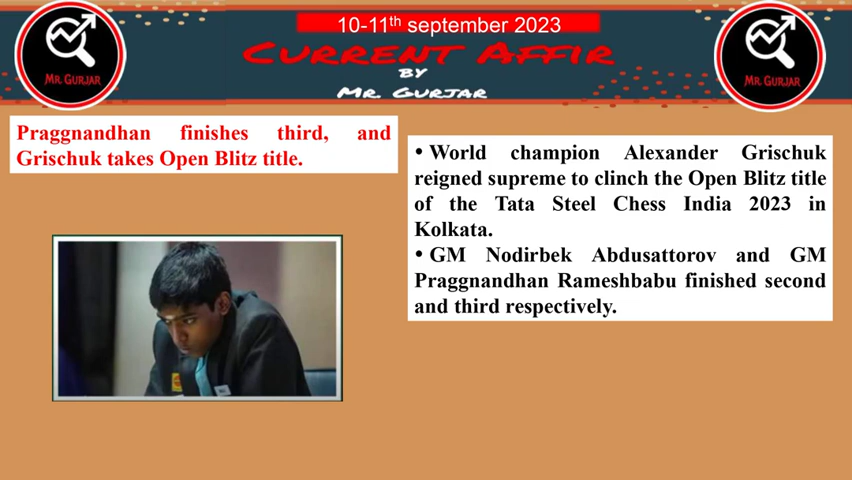 10-11th september 2023
CURRENT AFFIR
BY
MR. GURJAR
MR. GURJAR
MR. GURJAR
Praggnandhan finishes third, and
Grischuk takes Open Blitz title.
• World champion Alexander Grischuk
reigned supreme to clinch the Open Blitz title
of the Tata Steel Chess India 2023 in
Kolkata.
• GM Nodirbek Abdusattorov and GM
Praggnandhan Rameshbabu finished second
and third respectively.